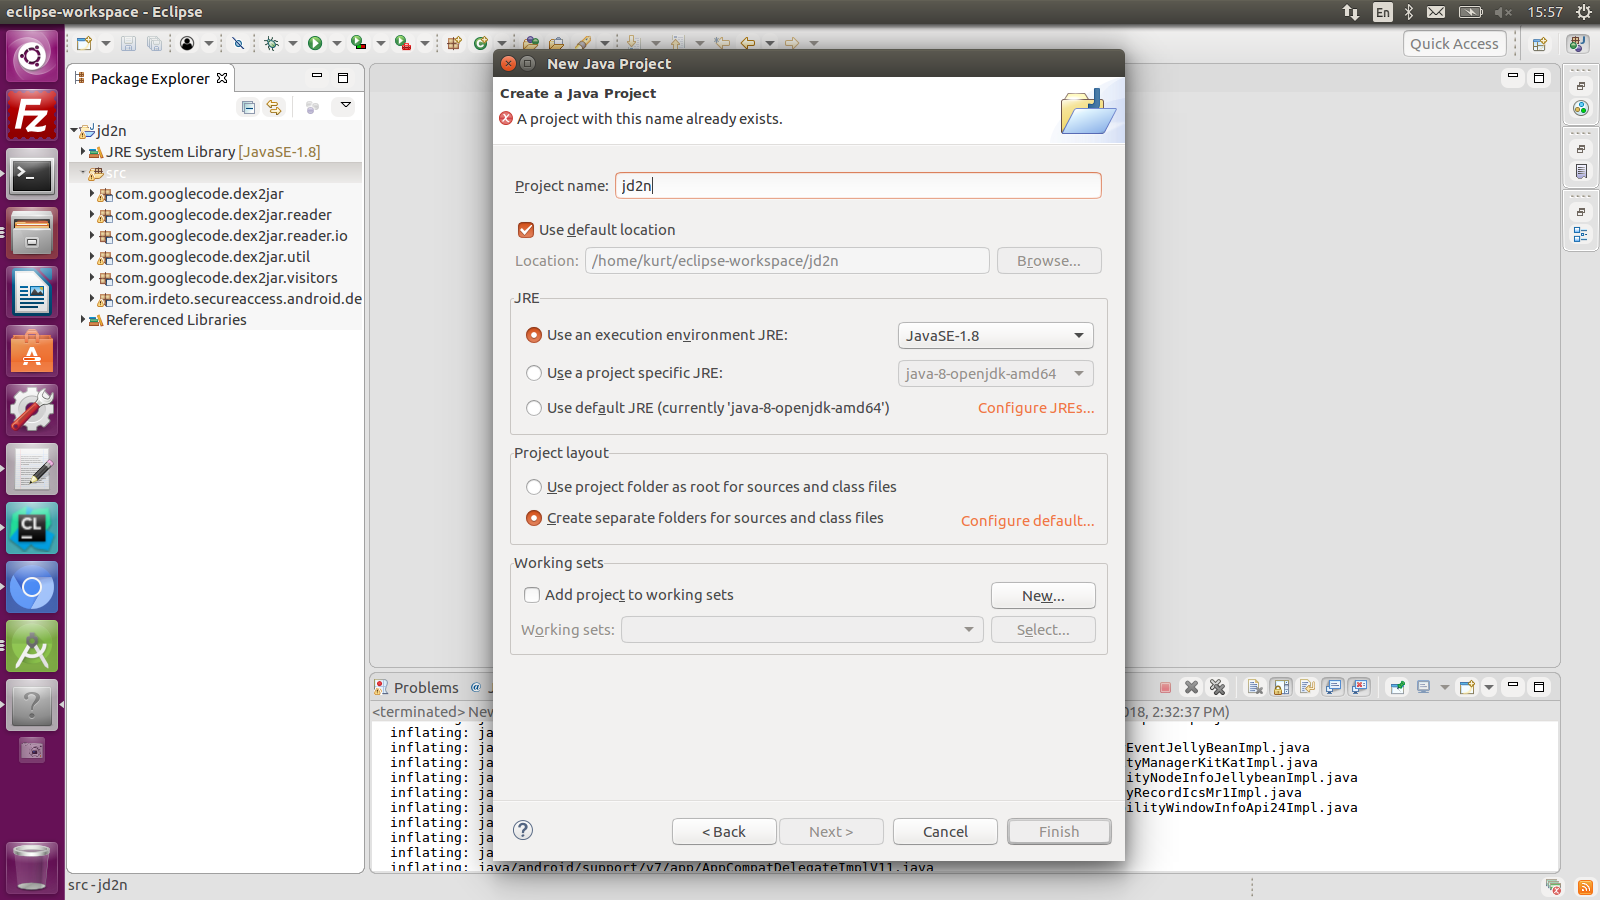 eclipse-workspace - Eclipse
En
15:57
Quick Access
Package Explorer
jd2n
JRE System Library [JavaSE-1.8]
src
com.googlecode.dex2jar
com.googlecode.dex2jar.reader
com.googlecode.dex2jar.reader.io
com.googlecode.dex2jar.util
com.googlecode.dex2jar.visitors
com.irdeto.secureaccess.android.de
Referenced Libraries
New Java Project
Create a Java Project
A project with this name already exists.
Project name: jd2n
Use default location
Location: /home/kurt/eclipse-workspace/jd2n Browse...
JRE
Use an execution environment JRE: JavaSE-1.8
Use a project specific JRE: java-8-openjdk-amd64
Use default JRE (currently 'java-8-openjdk-amd64') Configure JREs...
Project layout
Use project folder as root for sources and class files
Create separate folders for sources and class files Configure default...
Working sets
Add project to working sets New...
Working sets: Select...
< Back Next > Cancel Finish
Problems @ J
<terminated> New 018, 2:32:37 PM)
inflating: ja
inflating: ja EventJellyBeanImpl.java
inflating: ja tyManagerKitKatImpl.java
inflating: ja ityNodeInfoJellybeanImpl.java
inflating: ja yRecordIcsMr1Impl.java
inflating: ja ilityWindowInfoApi24Impl.java
inflating: ja
inflating: ja
inflating: ja
inflating: java/android/support/v7/app/AppCompatDelegateImplV11.java
src - jd2n